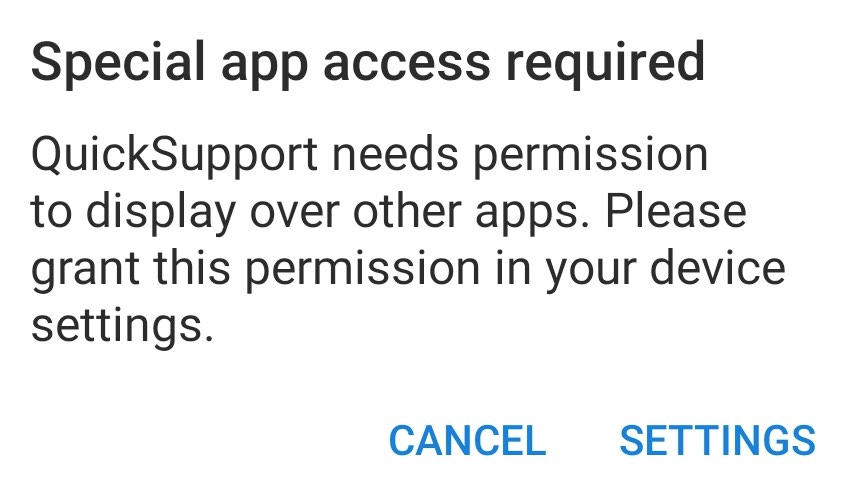 Special app access required
QuickSupport needs permission
to display over other apps. Please
grant this permission in your device
settings.
CANCEL SETTINGS